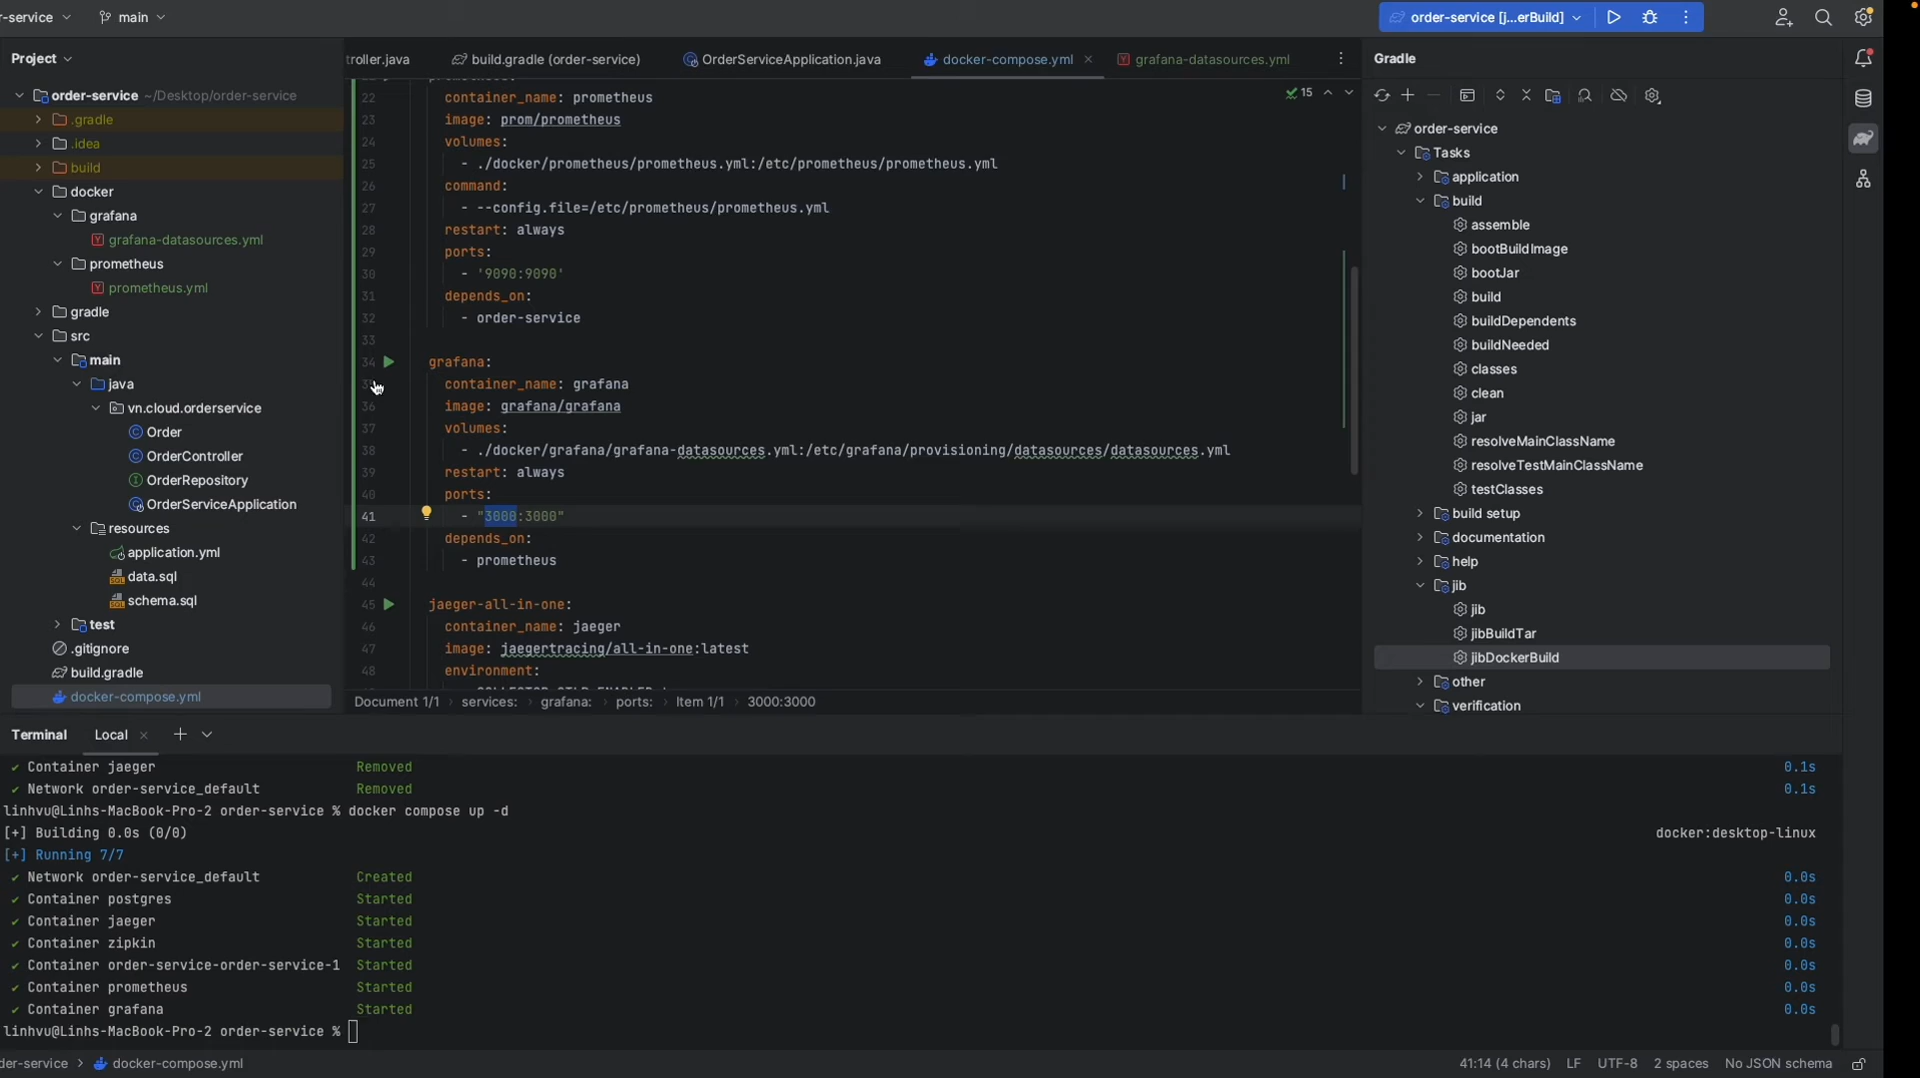 r-service
main
order-service [j...erBuild]
Project
troller.java
build.gradle (order-service)
OrderServiceApplication.java
docker-compose.yml
grafana-datasources.yml
Gradle
order-service ~/Desktop/order-service
.gradle
.idea
build
docker
grafana
grafana-datasources.yml
prometheus
prometheus.yml
gradle
src
main
java
vn.cloud.orderservice
Order
OrderController
OrderRepository
OrderServiceApplication
resources
application.yml
data.sql
schema.sql
test
.gitignore
build.gradle
docker-compose.yml
15
22 container_name: prometheus
23 image: prom/prometheus
24 volumes:
25 - ./docker/prometheus/prometheus.yml:/etc/prometheus/prometheus.yml
26 command:
27 - --config.file=/etc/prometheus/prometheus.yml
28 restart: always
29 ports:
30 - '9090:9090'
31 depends_on:
32 - order-service
33
34 grafana:
container_name: grafana
36 image: grafana/grafana
37 volumes:
38 - ./docker/grafana/grafana-datasources.yml:/etc/grafana/provisioning/datasources/datasources.yml
39 restart: always
40 ports:
41 - "3000:3000"
42 depends_on:
43 - prometheus
44
45 jaeger-all-in-one:
46 container_name: jaeger
47 image: jaegertracing/all-in-one:latest
48 environment:
Document 1/1 › services: › grafana: › ports: › Item 1/1 › 3000:3000
order-service
Tasks
application
build
assemble
bootBuildImage
bootJar
build
buildDependents
buildNeeded
classes
clean
jar
resolveMainClassName
resolveTestMainClassName
testClasses
build setup
documentation
help
jib
jib
jibBuildTar
jibDockerBuild
other
verification
Terminal
Local
✔ Container jaeger Removed 0.1s
✔ Network order-service_default Removed 0.1s
linhvu@Linhs-MacBook-Pro-2 order-service % docker compose up -d
[+] Building 0.0s (0/0) docker:desktop-linux
[+] Running 7/7
✔ Network order-service_default Created 0.0s
✔ Container postgres Started 0.0s
✔ Container jaeger Started 0.0s
✔ Container zipkin Started 0.0s
✔ Container order-service-order-service-1 Started 0.0s
✔ Container prometheus Started 0.0s
✔ Container grafana Started 0.0s
linhvu@Linhs-MacBook-Pro-2 order-service %
der-service › docker-compose.yml
41:14 (4 chars)
LF
UTF-8
2 spaces
No JSON schema